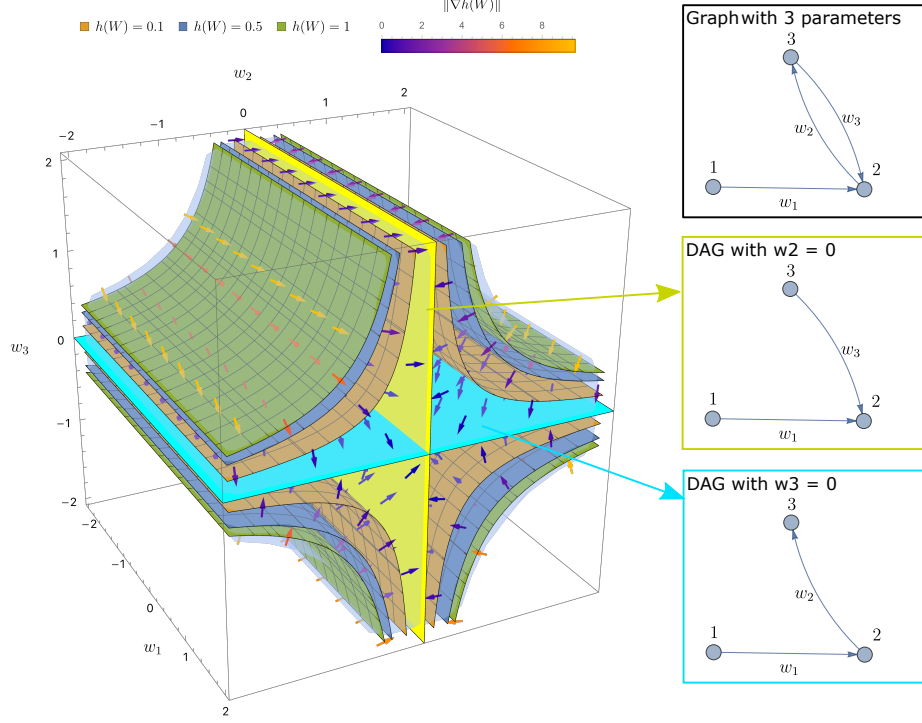 ‖∇h(W)‖
h(W) = 0.1 h(W) = 0.5 h(W) = 1
0 2 4 6 8
w₂
−2 −1 0 1 2
2
1
0
−1
−2
w₃
−2
−1
0
1
2
w₁
Graph with 3 parameters
3
w₃
w₂
1
2
w₁
DAG with w2 = 0
3
w₃
1
2
w₁
DAG with w3 = 0
3
w₂
1
2
w₁